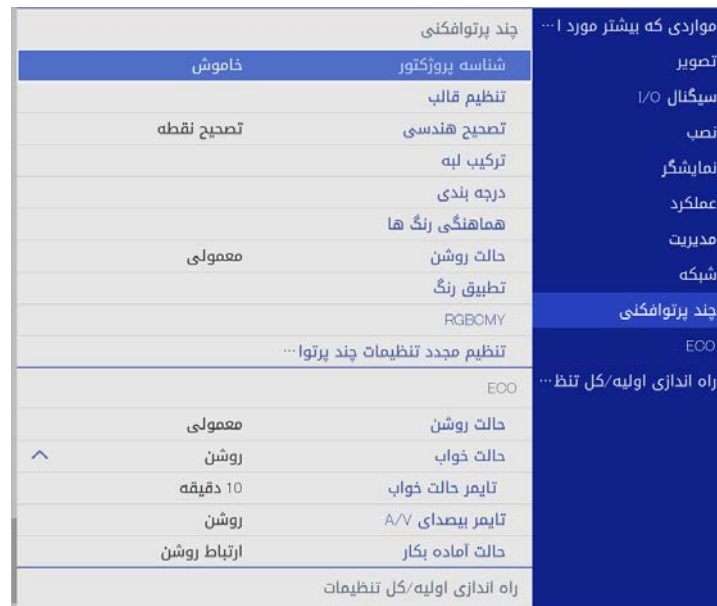 مواردی که بیشتر مورد ا...
تصویر
سیگنال I/O
نصب
نمایشگر
عملکرد
مدیریت
شبکه
چند پرتوافکنی
ECO
راه اندازی اولیه/کل تنظ...
چند پرتوافکنی
شناسه پروژکتور خاموش
تنظیم قالب
تصحیح هندسی تصحیح نقطه
ترکیب لبه
درجه بندی
هماهنگی رنگ ها
حالت روشن معمولی
تطبیق رنگ
RGBCMY
تنظیم مجدد تنظیمات چند پرتوا...
ECO
حالت روشن معمولی
حالت خواب روشن
تایمر حالت خواب 10 دقیقه
تایمر بیصدای A/V روشن
حالت آماده بکار ارتباط روشن
راه اندازی اولیه/کل تنظیمات